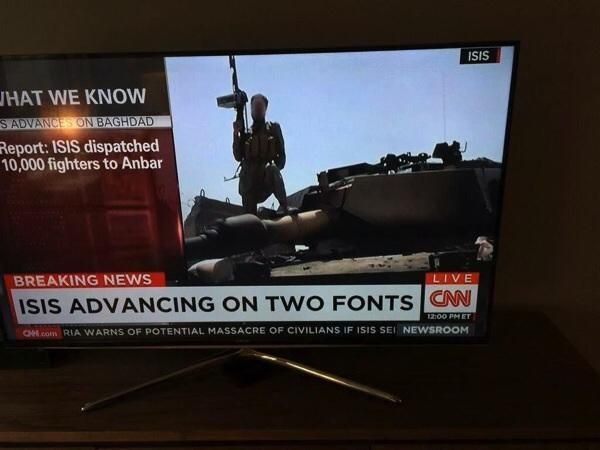 ISIS
HAT WE KNOW
S ADVANCES ON BAGHDAD
Report: ISIS dispatched
10,000 fighters to Anbar
BREAKING NEWS
LIVE
ISIS ADVANCING ON TWO FONTS
CNN
12:00 PM ET
CNN.com RIA WARNS OF POTENTIAL MASSACRE OF CIVILIANS IF ISIS SEI NEWSROOM